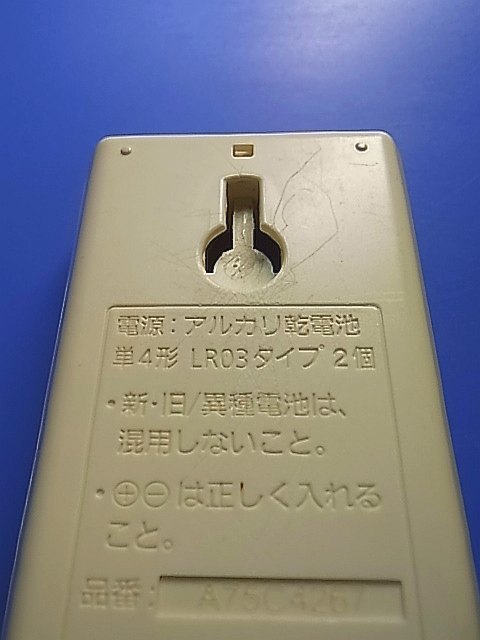 電源:アルカリ乾電池
単4形 LR03タイプ 2個
・新・旧/異種電池は、
混用しないこと。
・⊕⊖は正しく入れる
こと。
品番: A75C4267